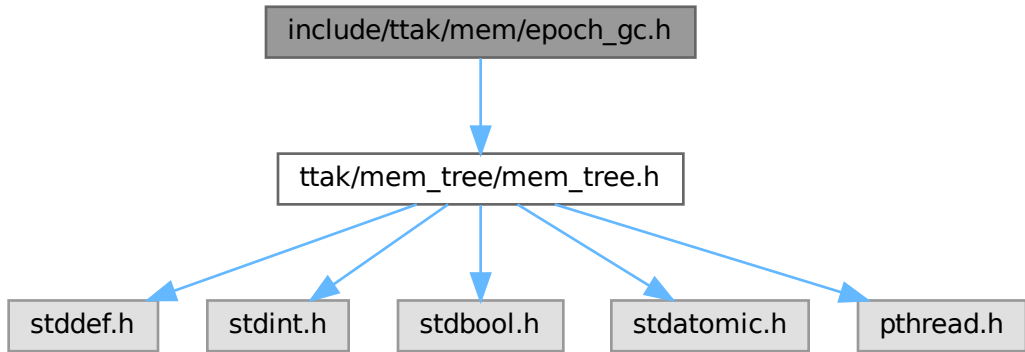 include/ttak/mem/epoch_gc.h
ttak/mem_tree/mem_tree.h
stddef.h
stdint.h
stdbool.h
stdatomic.h
pthread.h